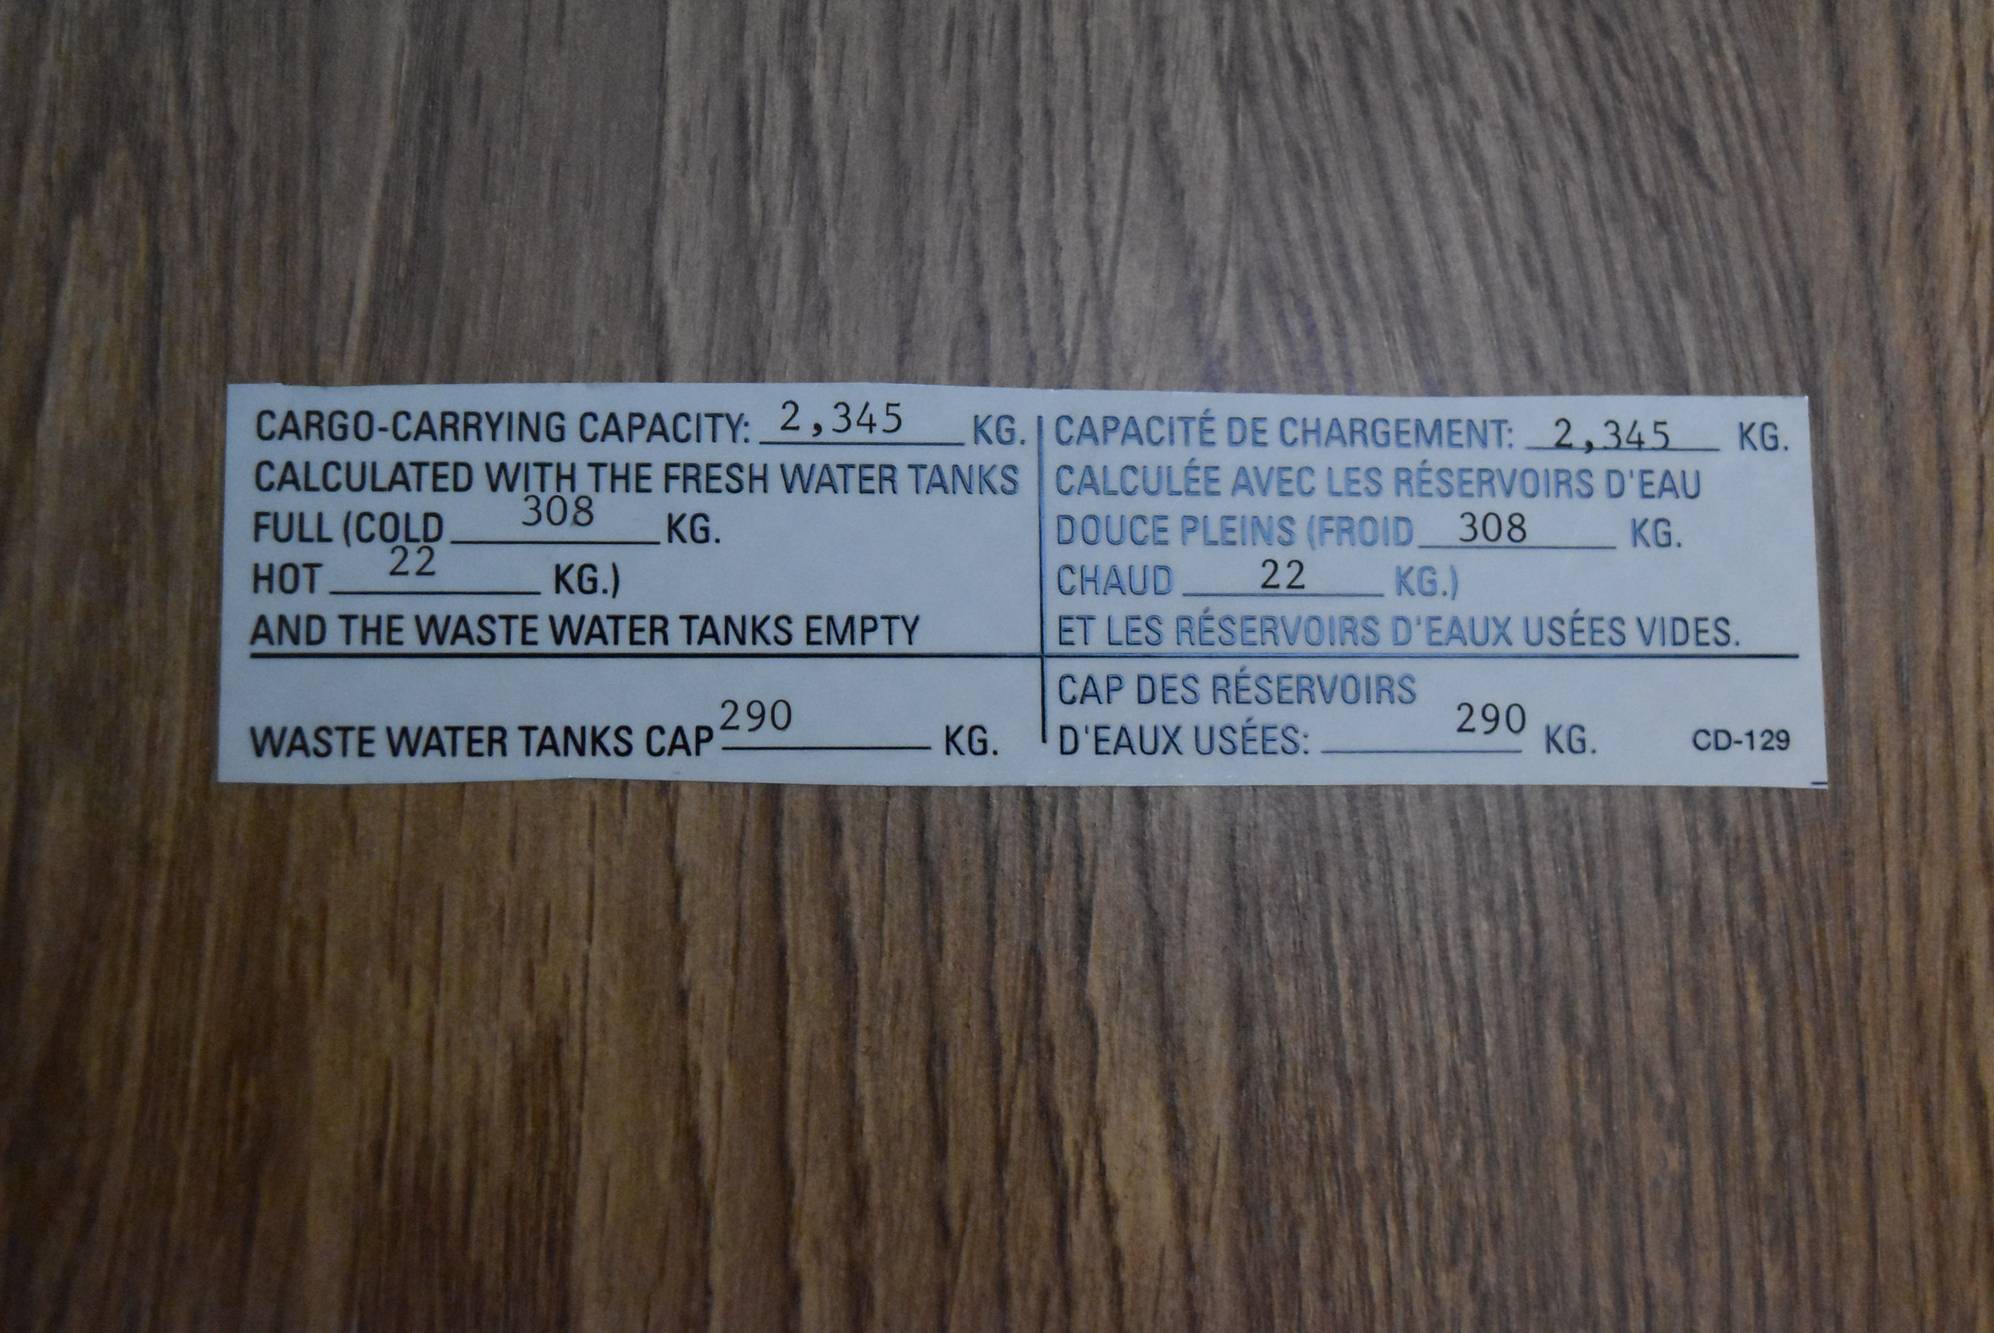 CARGO-CARRYING CAPACITY: 2,345 KG.
CALCULATED WITH THE FRESH WATER TANKS
FULL (COLD 308 KG.
HOT 22 KG.)
AND THE WASTE WATER TANKS EMPTY
WASTE WATER TANKS CAP 290 KG.
CAPACITÉ DE CHARGEMENT: 2,345 KG.
CALCULÉE AVEC LES RÉSERVOIRS D'EAU
DOUCE PLEINS (FROID 308 KG.
CHAUD 22 KG.)
ET LES RÉSERVOIRS D'EAUX USÉES VIDES.
CAP DES RÉSERVOIRS
D'EAUX USÉES: 290 KG.
CD-129